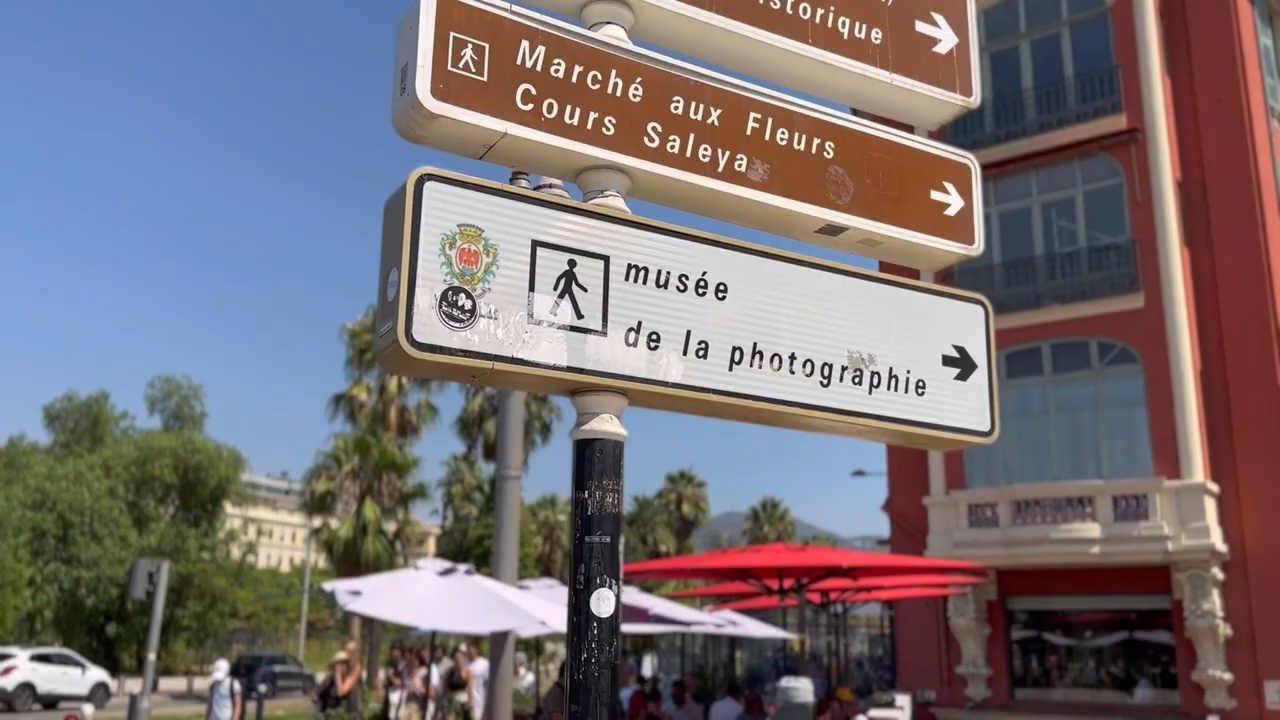 istorique
Marché aux Fleurs
Cours Saleya
musée
de la photographie